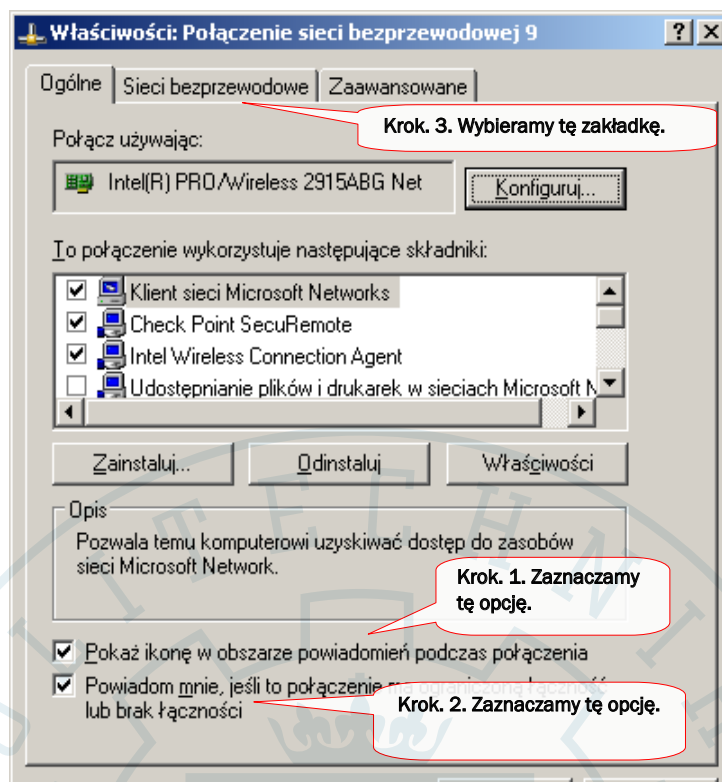 Właściwości: Połączenie sieci bezprzewodowej 9
Ogólne
Sieci bezprzewodowe
Zaawansowane
Krok. 3. Wybieramy tę zakładkę.
Połącz używając:
Intel(R) PRO/Wireless 2915ABG Net
Konfiguruj...
To połączenie wykorzystuje następujące składniki:
Klient sieci Microsoft Networks
Check Point SecuRemote
Intel Wireless Connection Agent
Udostępnianie plików i drukarek w sieciach Microsoft N
Zainstaluj...
Odinstaluj
Właściwości
Opis
Pozwala temu komputerowi uzyskiwać dostęp do zasobów
sieci Microsoft Network.
Krok. 1. Zaznaczamy
tę opcję.
Pokaż ikonę w obszarze powiadomień podczas połączenia
Powiadom mnie, jeśli to połączenie ma ograniczoną łączność
lub brak łączności
Krok. 2. Zaznaczamy tę opcję.